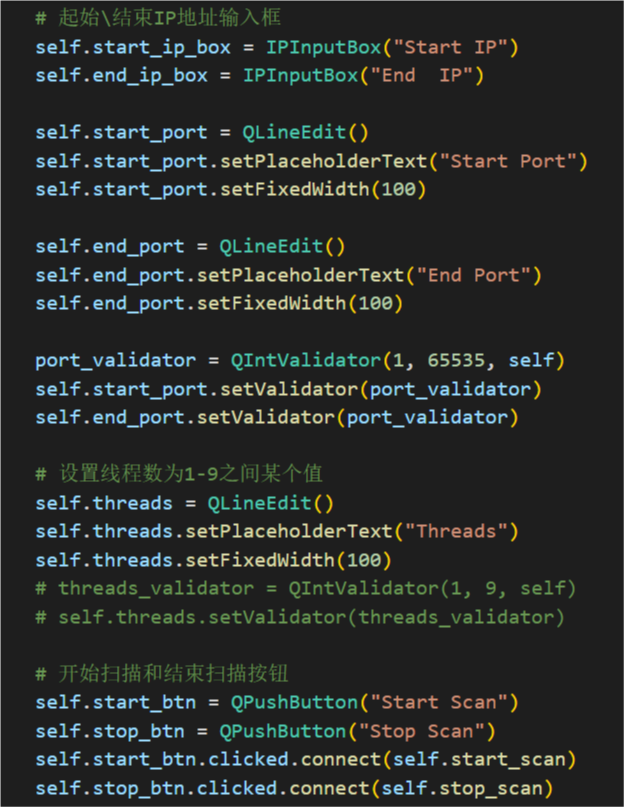 # 起始\结束IP地址输入框
self.start_ip_box = IPInputBox("Start IP")
self.end_ip_box = IPInputBox("End  IP")
self.start_port = QLineEdit()
self.start_port.setPlaceholderText("Start Port")
self.start_port.setFixedWidth(100)
self.end_port = QLineEdit()
self.end_port.setPlaceholderText("End Port")
self.end_port.setFixedWidth(100)
port_validator = QIntValidator(1, 65535, self)
self.start_port.setValidator(port_validator)
self.end_port.setValidator(port_validator)
# 设置线程数为1-9之间某个值
self.threads = QLineEdit()
self.threads.setPlaceholderText("Threads")
self.threads.setFixedWidth(100)
# threads_validator = QIntValidator(1, 9, self)
# self.threads.setValidator(threads_validator)
# 开始扫描和结束扫描按钮
self.start_btn = QPushButton("Start Scan")
self.stop_btn = QPushButton("Stop Scan")
self.start_btn.clicked.connect(self.start_scan)
self.stop_btn.clicked.connect(self.stop_scan)